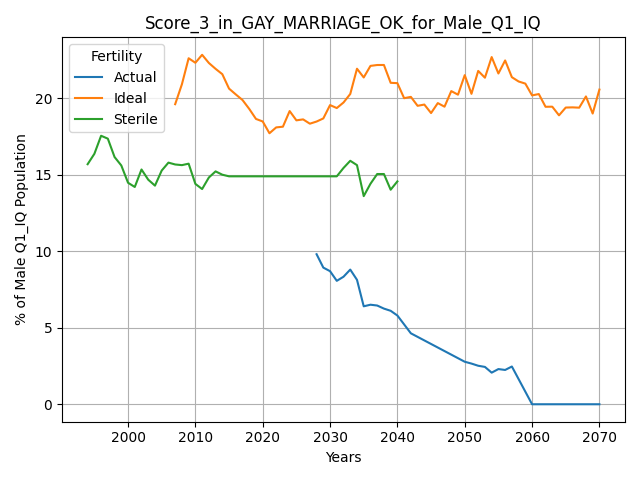 Score_3_in_GAY_MARRIAGE_OK_for_Male_Q1_IQ
Fertility
Actual
Ideal
Sterile
% of Male Q1_IQ Population
20
15
10
5
0
2000 2010 2020 2030 2040 2050 2060 2070
Years